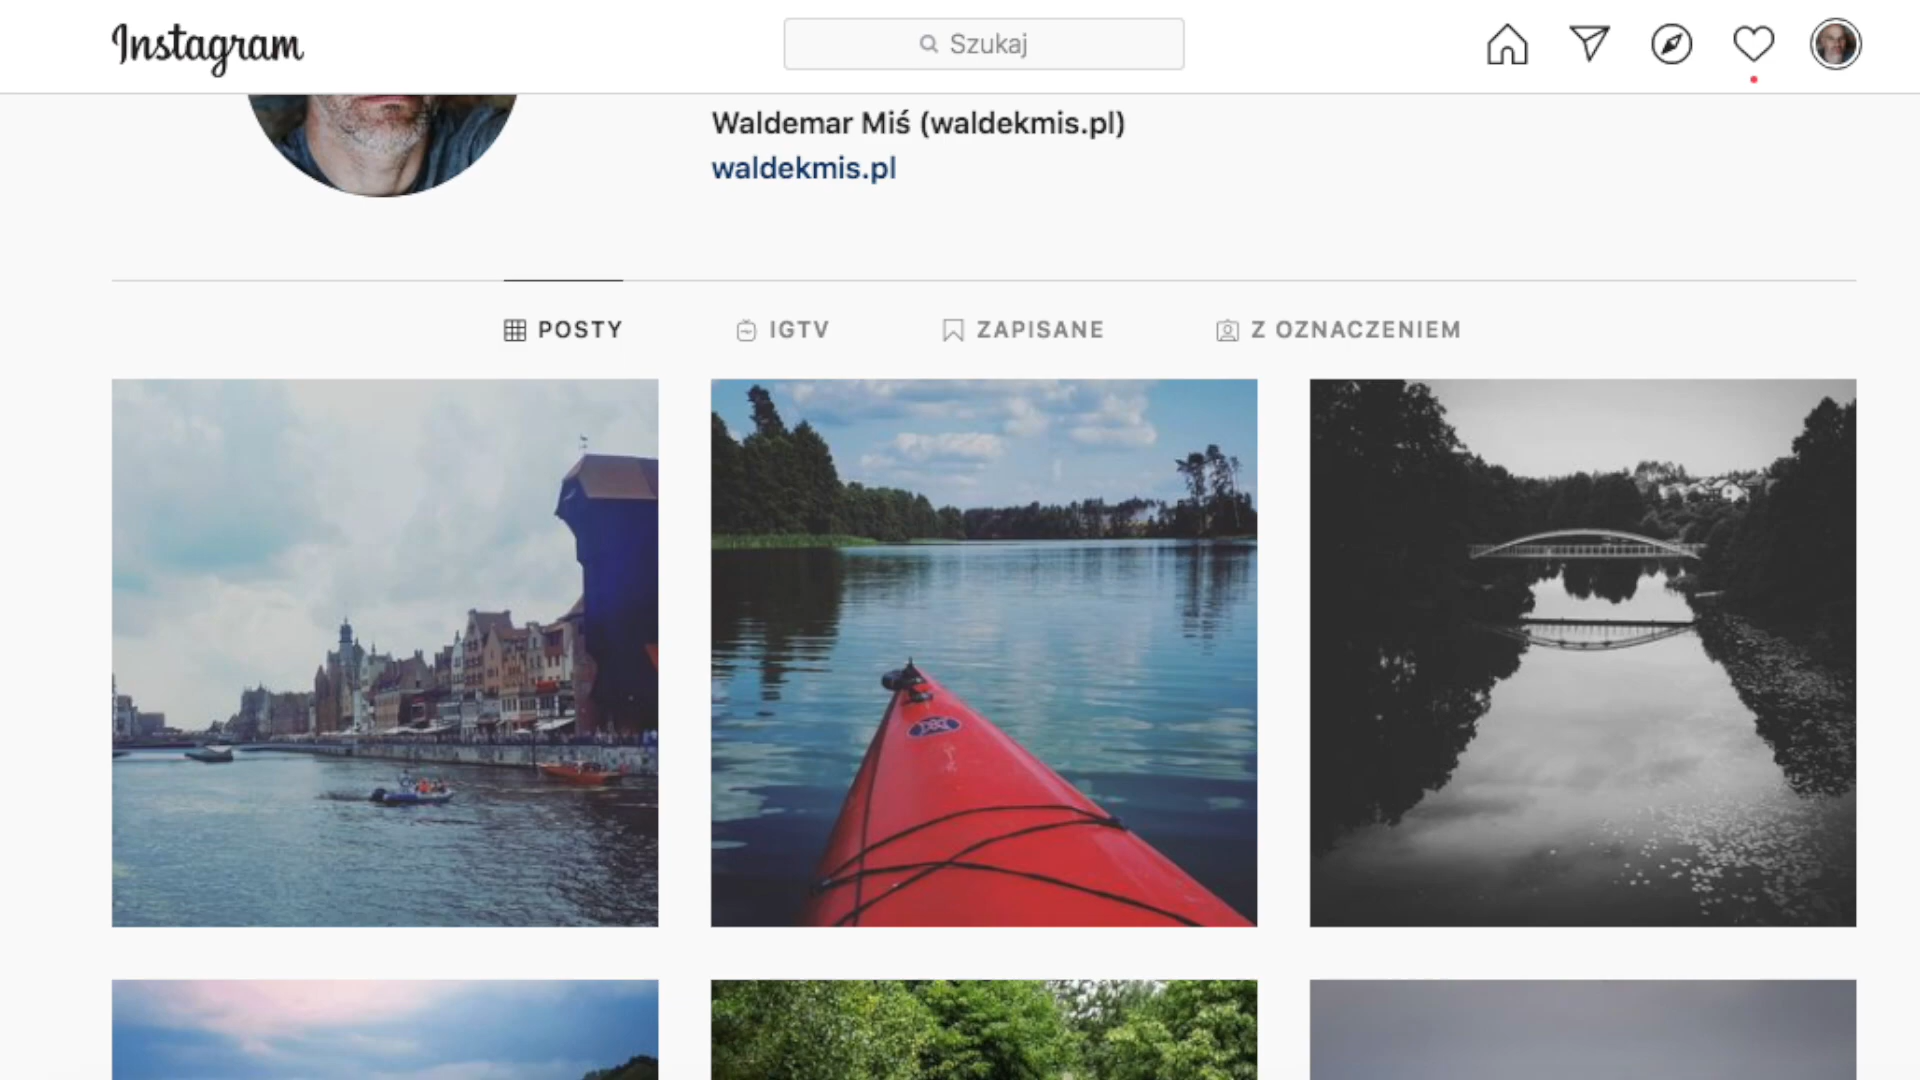 Instagram
Szukaj
Waldemar Miś (waldekmis.pl)
waldekmis.pl
POSTY
IGTV
ZAPISANE
Z OZNACZENIEM